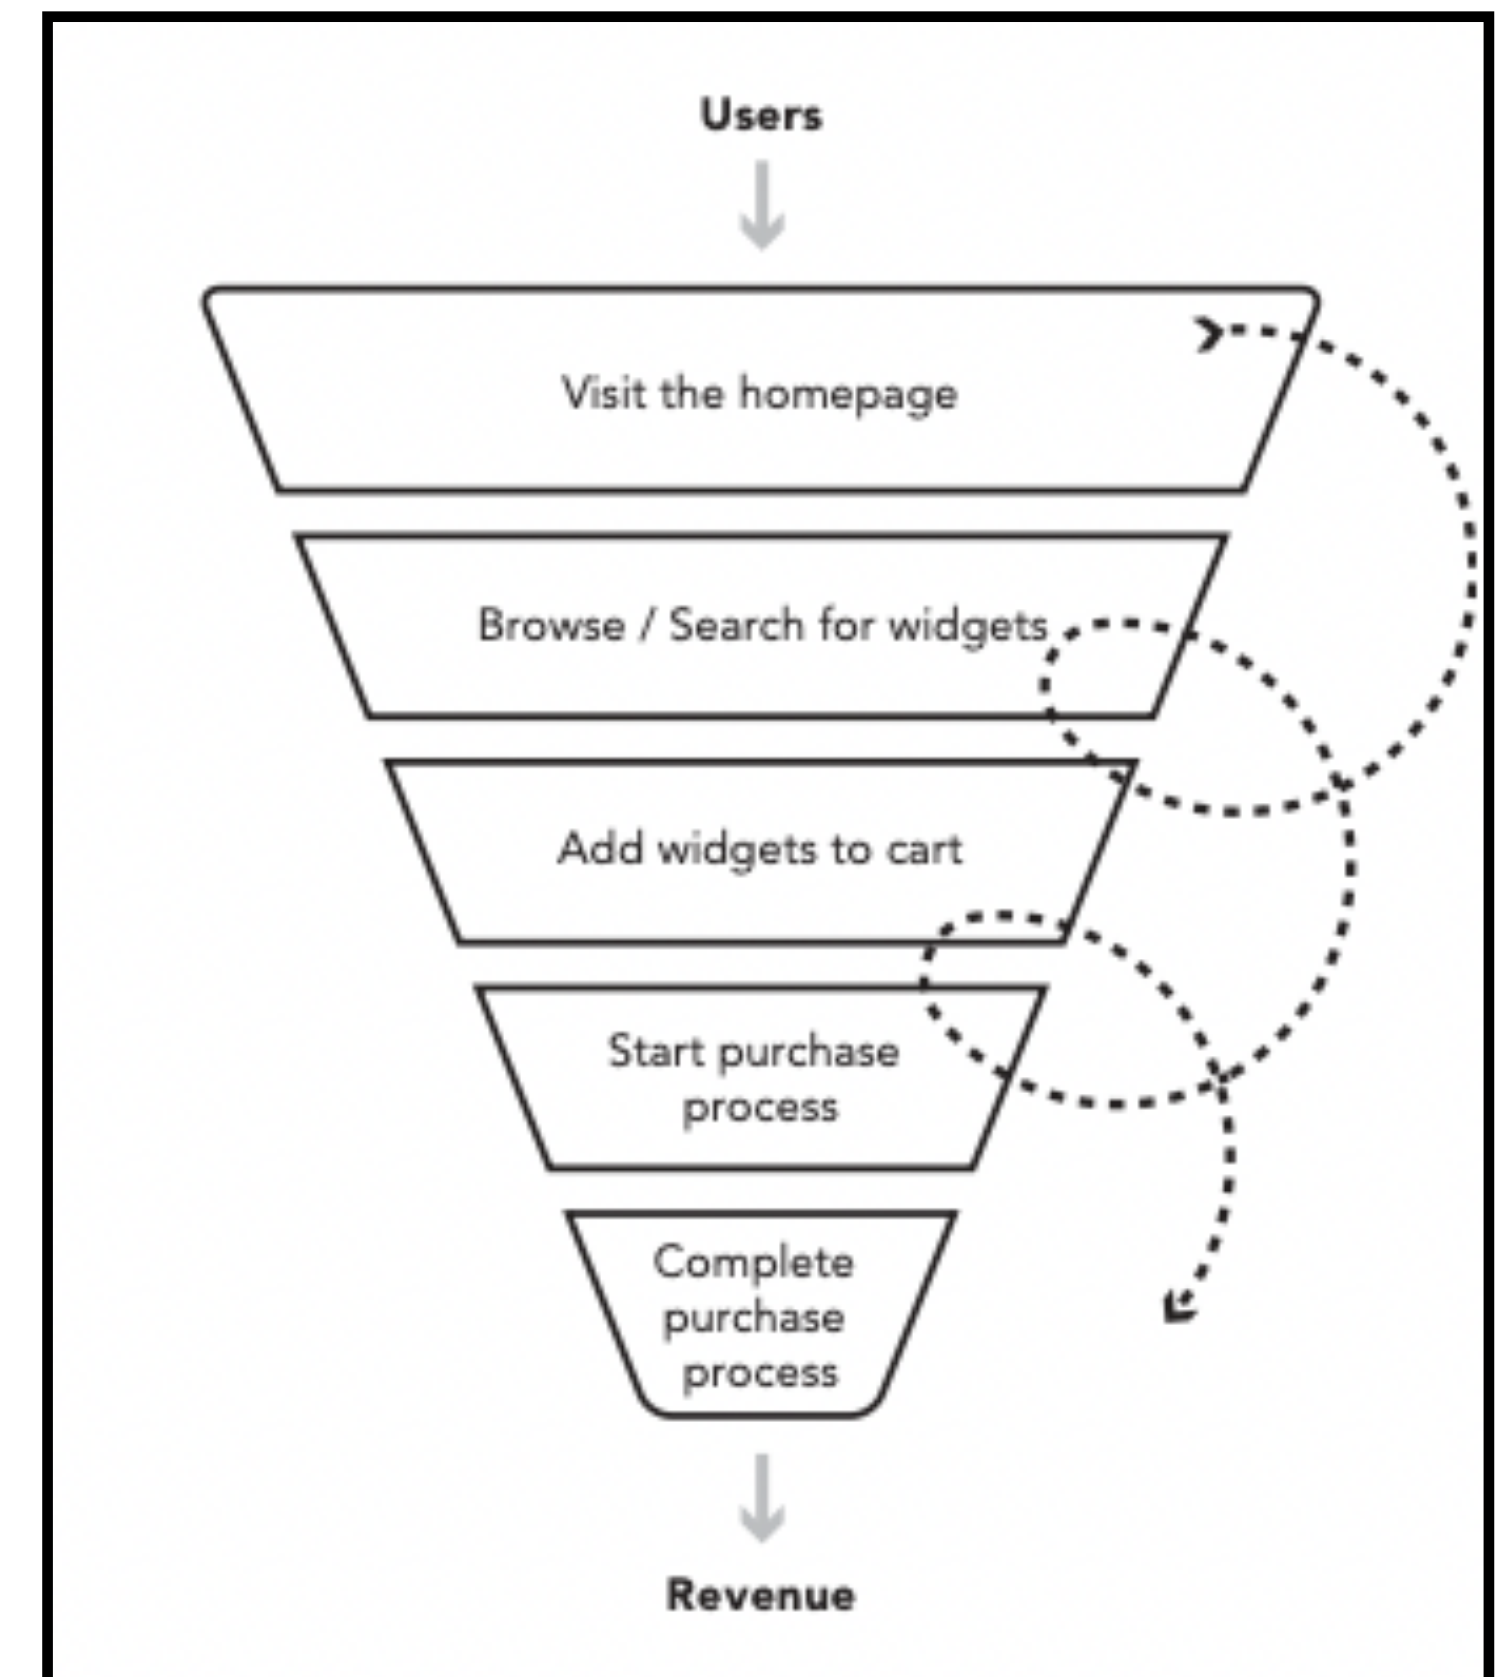 Users
Visit the homepage
Browse / Search for widgets
Add widgets to cart
Start purchase
process
Complete
purchase
process
Revenue